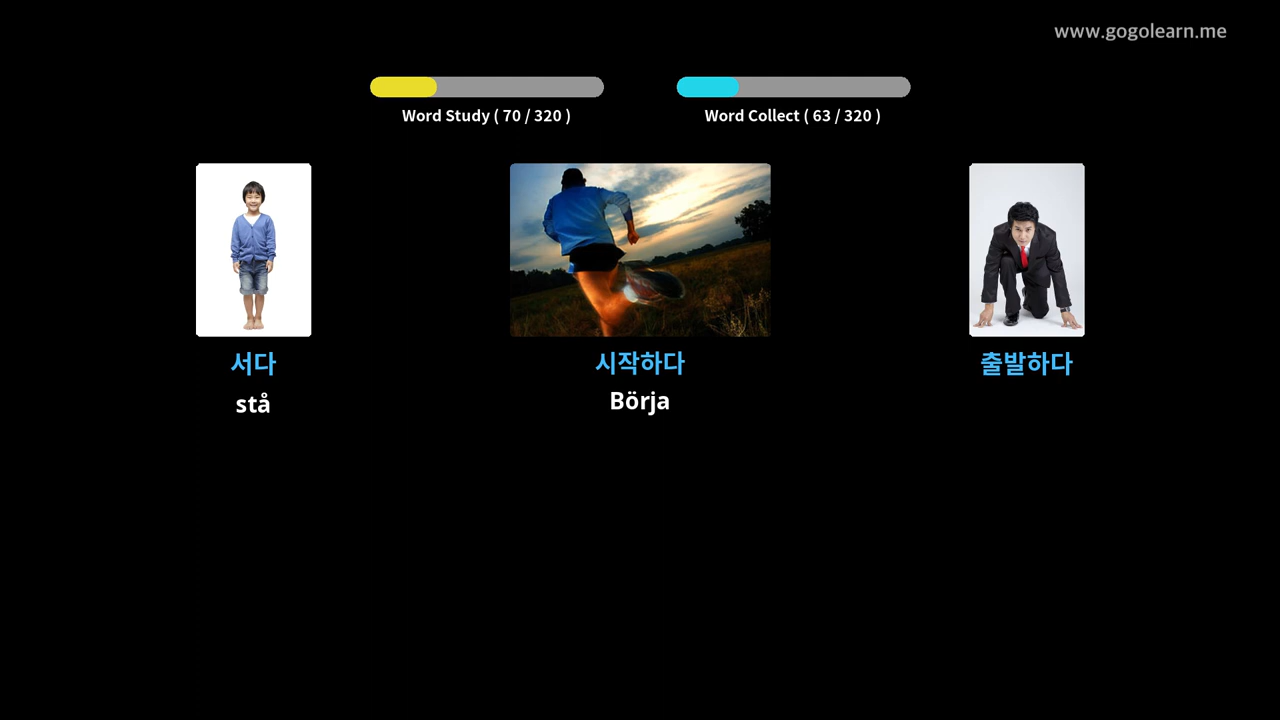 www.gogolearn.me
Word Study ( 70 / 320 )
Word Collect ( 63 / 320 )
서다
시작하다
출발하다
stå
Börja